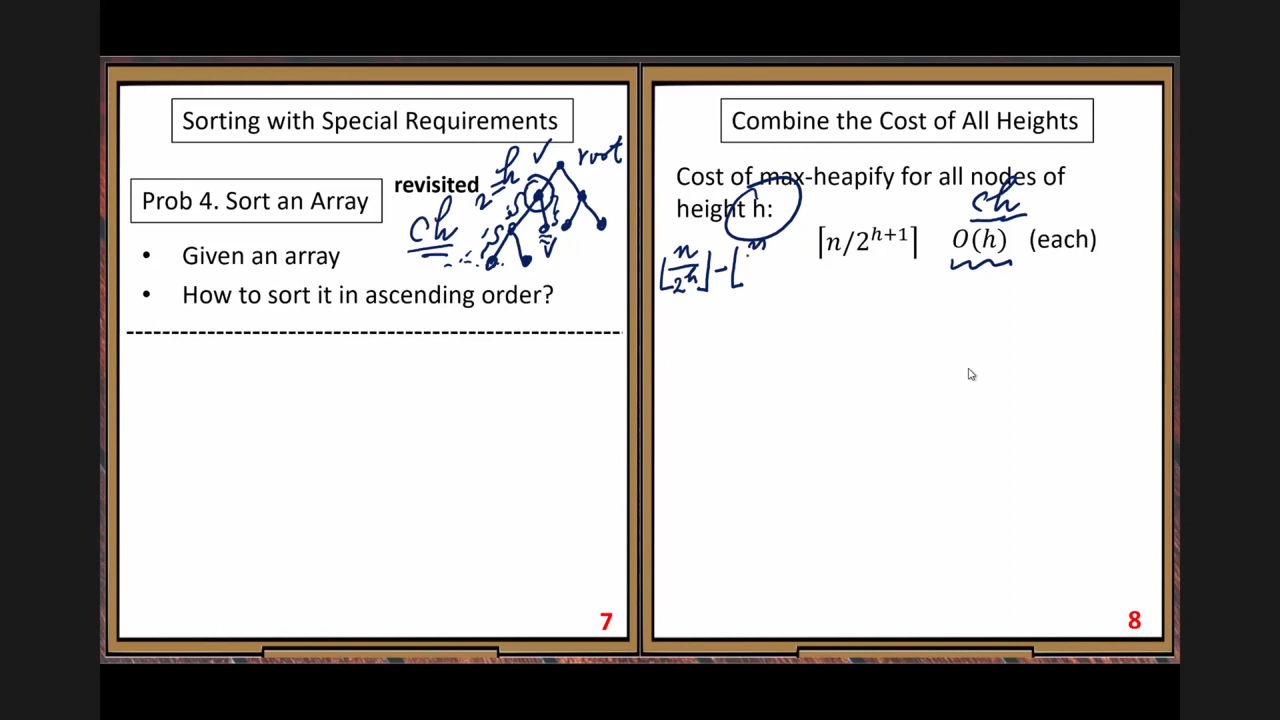 Sorting with Special Requirements
Prob 4. Sort an Array
revisited
h
root
2
ch
• Given an array
• How to sort it in ascending order?
7
Combine the Cost of All Heights
Cost of max-heapify for all nodes of
height h:
ch
⌈n/2^{h+1}⌉ O(h) (each)
⌊n/2^h⌋ - ⌊n
8